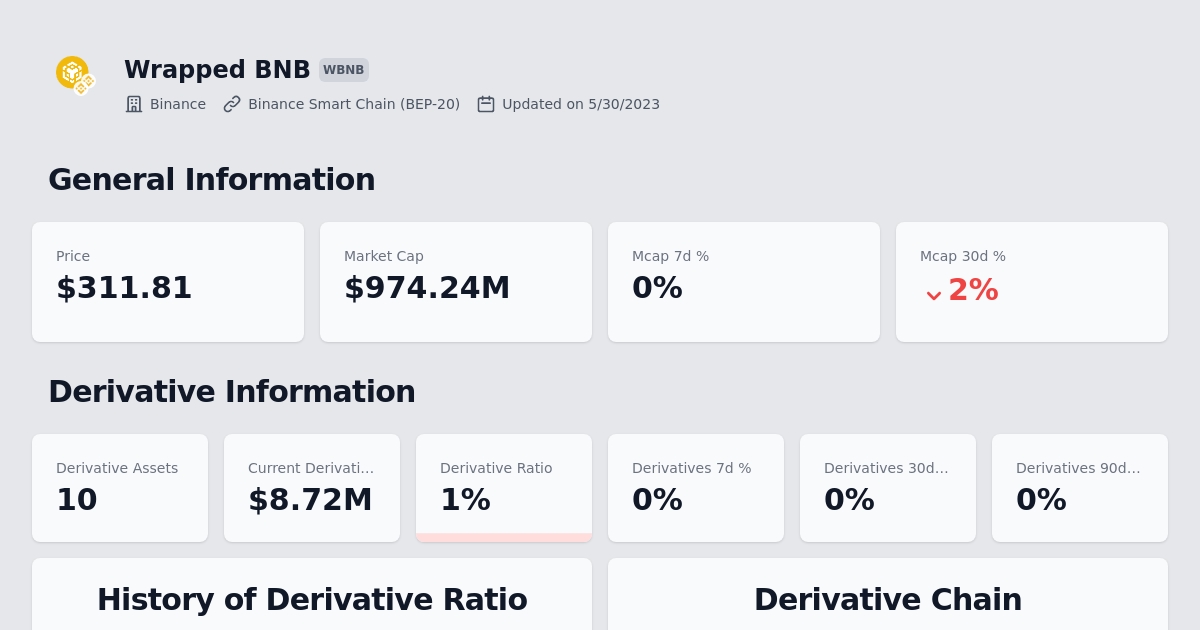 Wrapped BNB WBNB
Binance Binance Smart Chain (BEP-20) Updated on 5/30/2023
General Information
Price Market Cap Mcap 7d % Mcap 30d %
$311.81 $974.24M 0% 2%
Derivative Information
Derivative Assets Current Derivati... Derivative Ratio Derivatives 7d % Derivatives 30d... Derivatives 90d...
10 $8.72M 1% 0% 0% 0%
History of Derivative Ratio Derivative Chain